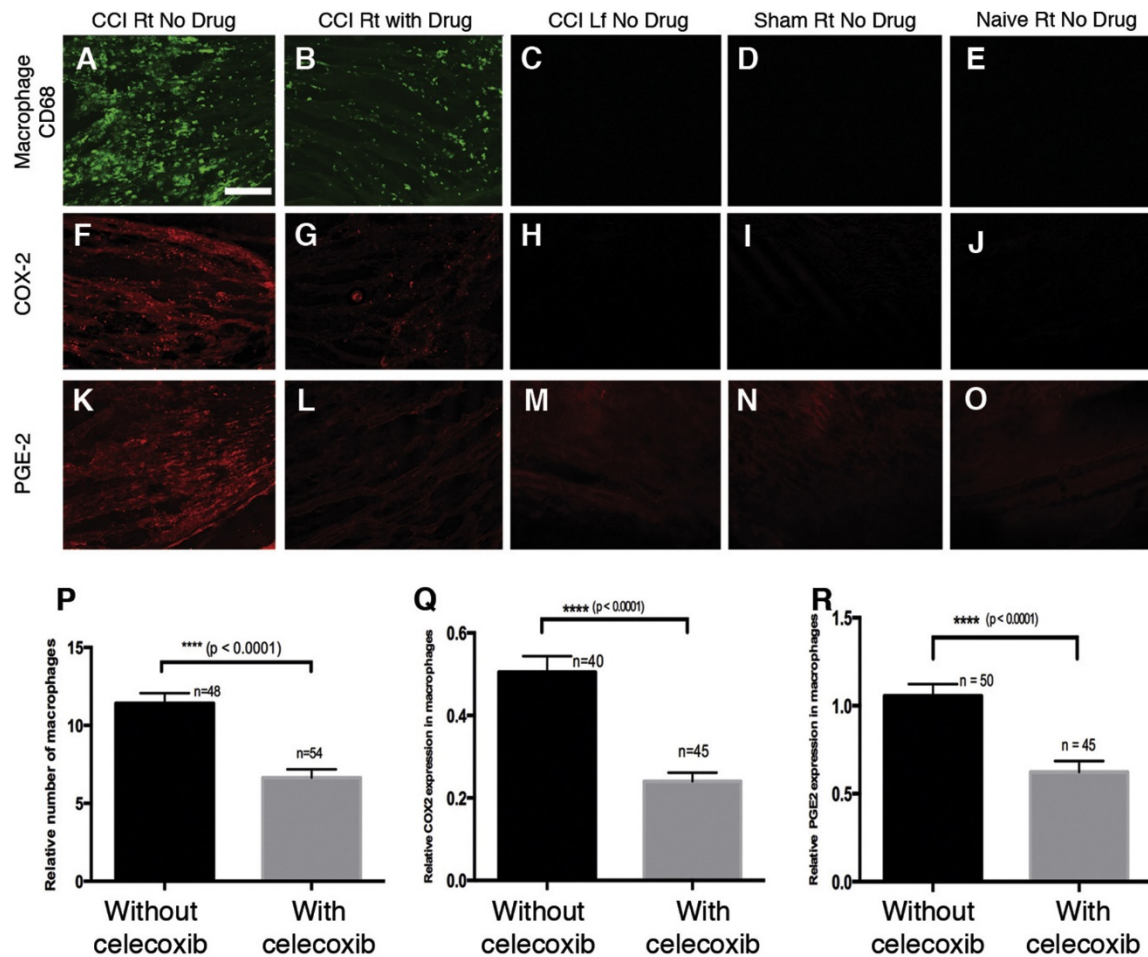 CCI Rt No Drug CCI Rt with Drug CCI Lf No Drug Sham Rt No Drug Naive Rt No Drug
Macrophage
CD68
A B C D E
COX-2
F G H I J
PGE-2
K L M N O
P
**** (p < 0.0001)
n=48
n=54
Relative number of macrophages
15
10
5
0
Without
celecoxib
With
celecoxib
Q
**** (p < 0.0001)
n=40
n=45
Relative COX2 expression in macrophages
0.6
0.4
0.2
0.0
Without
celecoxib
With
celecoxib
R
**** (p < 0.0001)
n = 50
n = 45
Relative PGE2 expression in macrophages
1.5
1.0
0.5
0.0
Without
celecoxib
With
celecoxib